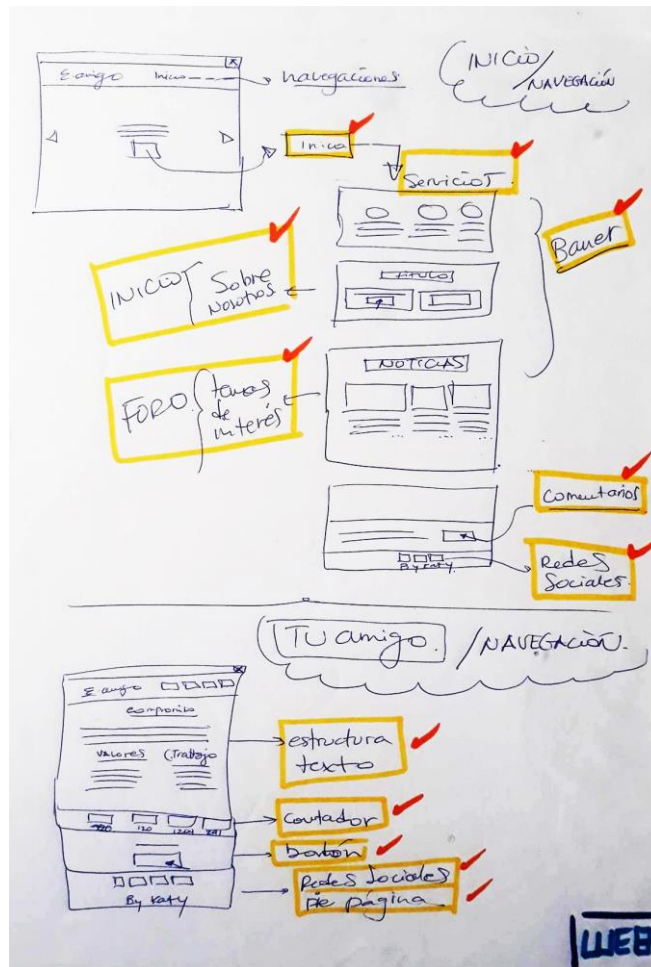 E-amigo Inicio
navegaciones
INICIO / NAVEGACIÓN
Inicio
Servicios
Baner
TITULO
INICIO Sobre Nosotros
NOTICIAS
FORO temas de interés
Comentarios
By Katy
Redes Sociales
TU amigo. / NAVEGACIÓN.
E-amigo
Compromiso
Valores C.Trabajo
estructura texto
120
contador
botón
Redes Sociales
Pie página
By Katy
WEB